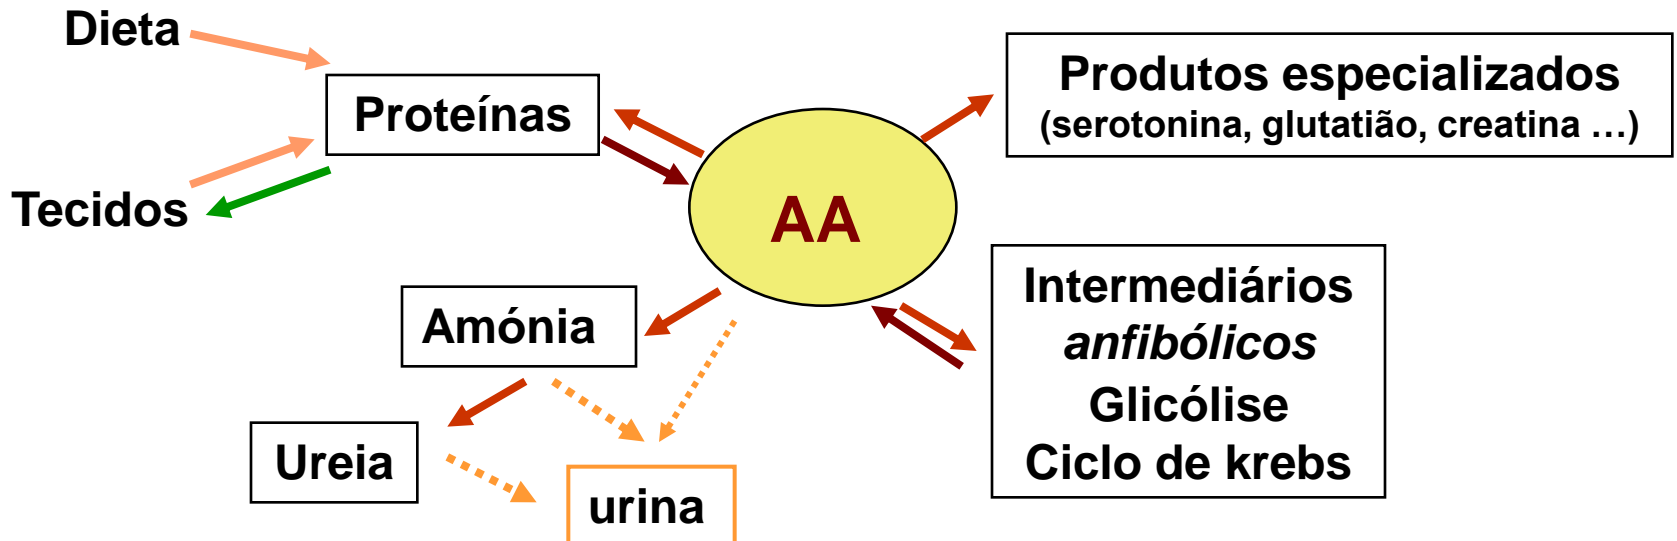 Dieta
Proteínas
Tecidos
AA
Produtos especializados
(serotonina, glutatião, creatina ...)
Amónia
Ureia
urina
Intermediários
anfibólicos
Glicólise
Ciclo de krebs